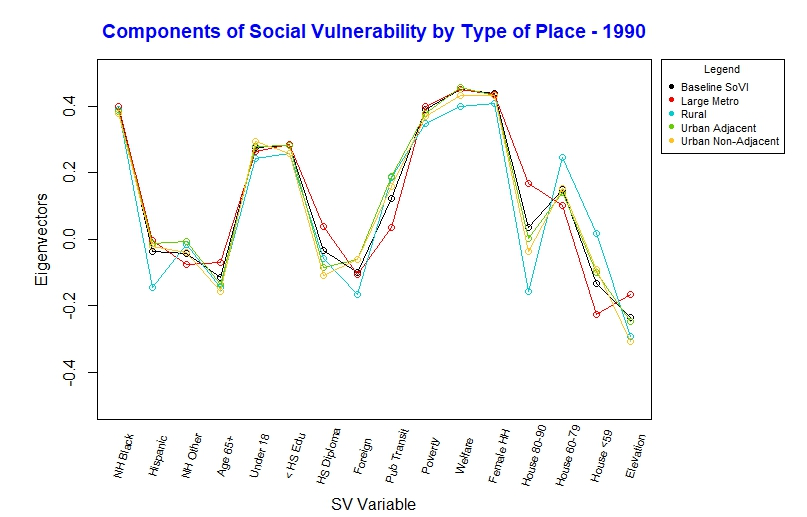 Components of Social Vulnerability by Type of Place - 1990
Legend
Baseline SoVI
Large Metro
Rural
Urban Adjacent
Urban Non-Adjacent
Eigenvectors
0.4
0.2
0.0
-0.2
-0.4
NH Black
Hispanic
NH Other
Age 65+
Under 18
< HS Edu
HS Diploma
Foreign
Pub Transit
Poverty
Welfare
Female HH
House 80-90
House 60-79
House <59
Elevation
SV Variable